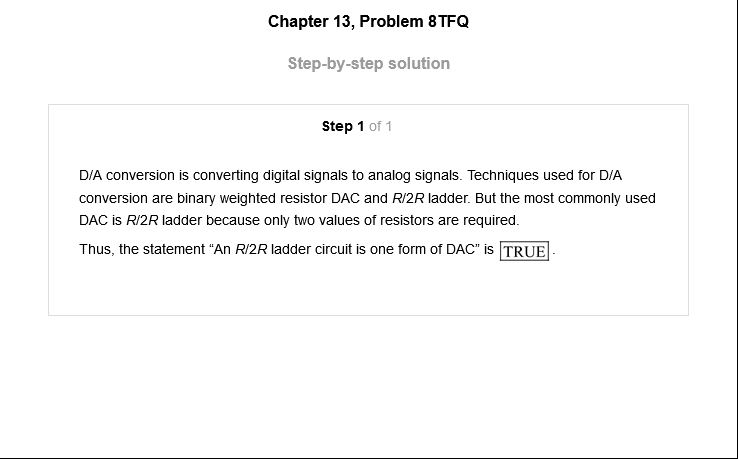 Chapter 13, Problem 8TFQ
Step-by-step solution
Step 1 of 1
D/A conversion is converting digital signals to analog signals. Techniques used for D/A
conversion are binary weighted resistor DAC and R/2R ladder. But the most commonly used
DAC is R/2R ladder because only two values of resistors are required.
Thus, the statement “An R/2R ladder circuit is one form of DAC” is TRUE.